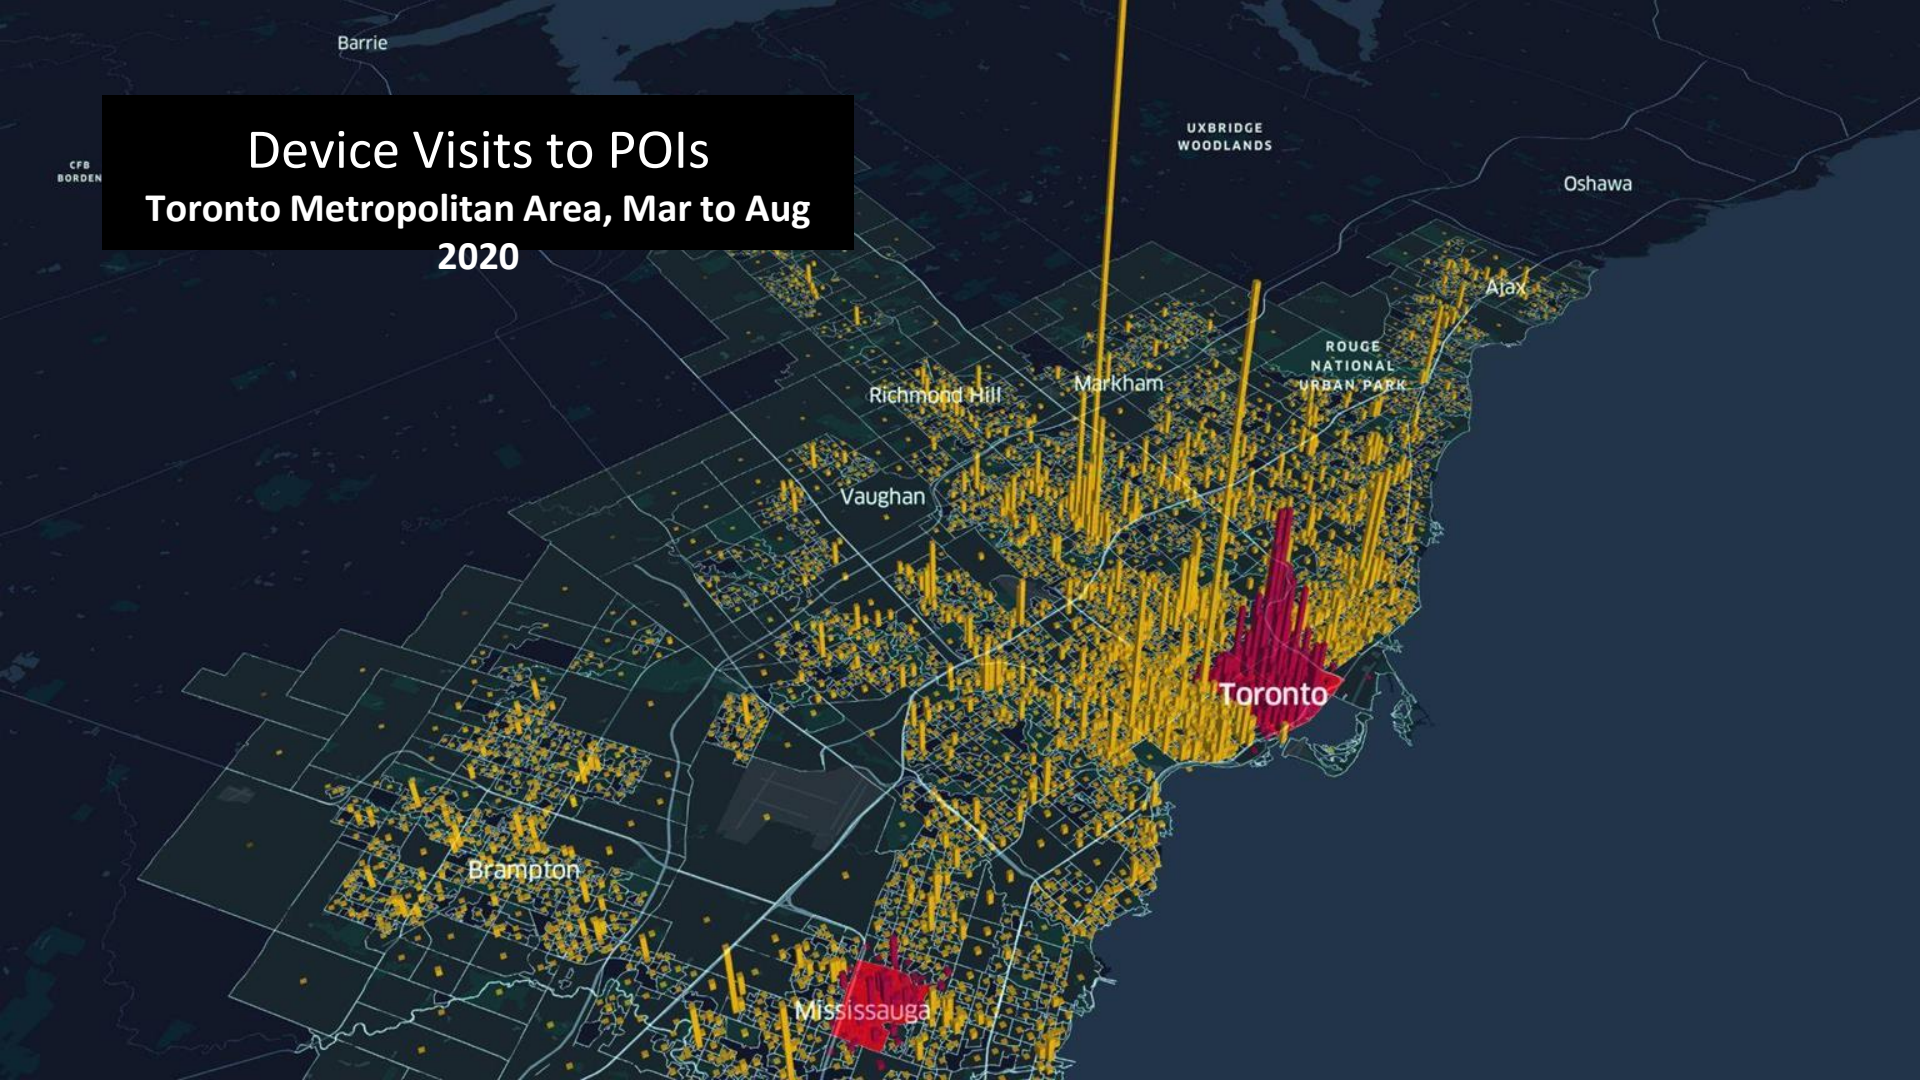 Barrie
Device Visits to POIs
Toronto Metropolitan Area, Mar to Aug
2020
CFB
BORDEN
UXBRIDGE
WOODLANDS
Oshawa
Ajax
ROUGE
NATIONAL
URBAN PARK
Markham
Richmond Hill
Vaughan
Toronto
Brampton
Mississauga